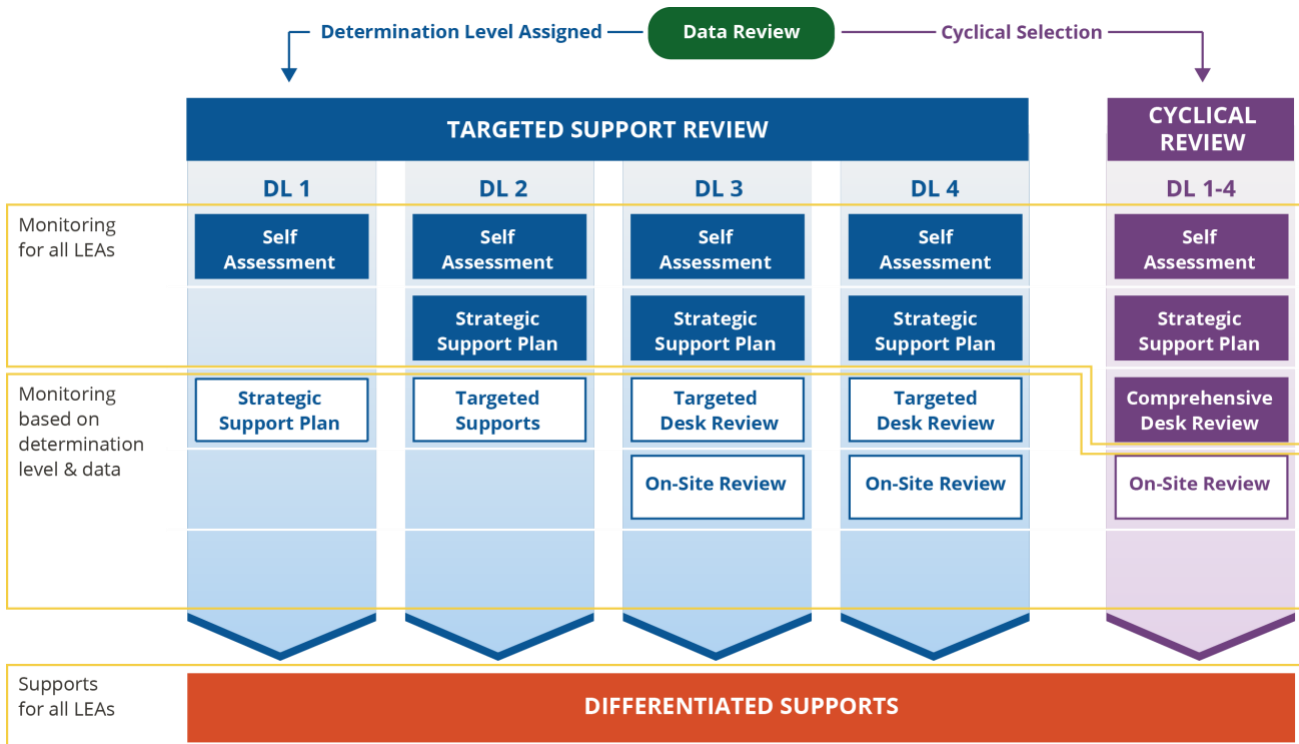 Determination Level Assigned
Data Review
Cyclical Selection
TARGETED SUPPORT REVIEW
CYCLICAL
REVIEW
DL 1
DL 2
DL 3
DL 4
DL 1-4
Monitoring
for all LEAs
Self
Assessment
Self
Assessment
Self
Assessment
Self
Assessment
Self
Assessment
Strategic
Support Plan
Strategic
Support Plan
Strategic
Support Plan
Strategic
Support Plan
Monitoring
based on
determination
level & data
Strategic
Support Plan
Targeted
Supports
Targeted
Desk Review
Targeted
Desk Review
Comprehensive
Desk Review
On-Site Review
On-Site Review
On-Site Review
Supports
for all LEAs
DIFFERENTIATED SUPPORTS